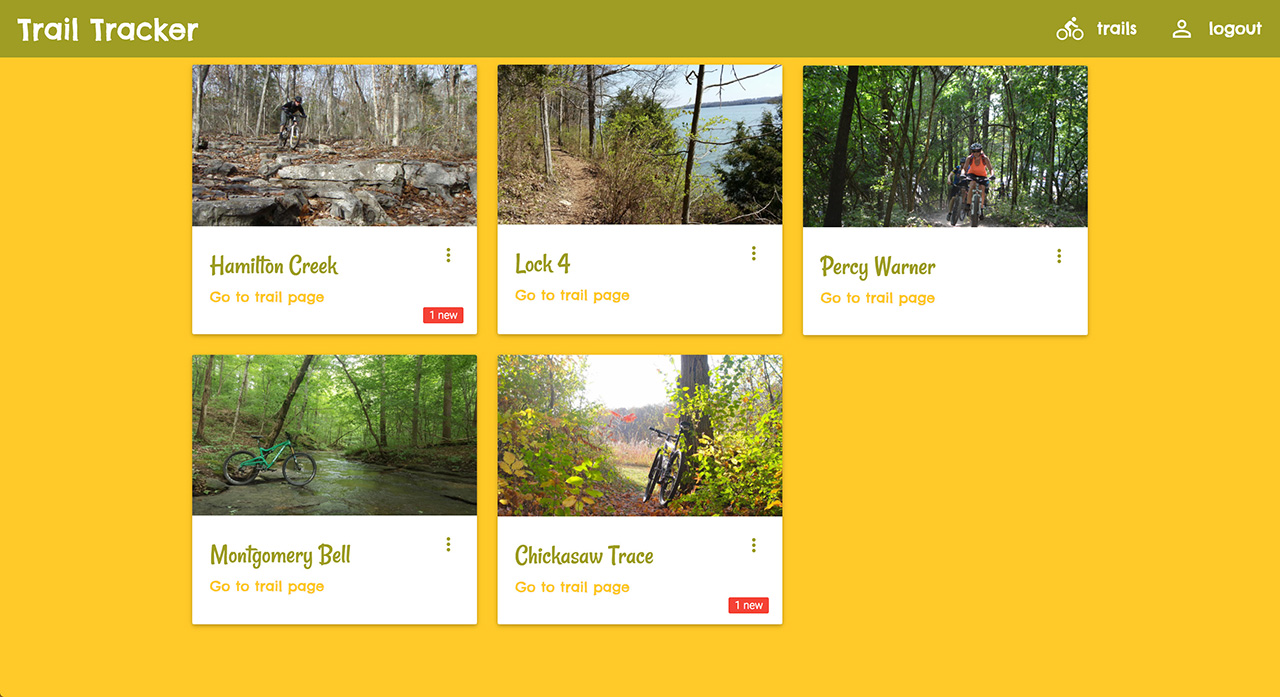 Trail Tracker
trails
logout
Hamilton Creek
Go to trail page
1 new
Lock 4
Go to trail page
Percy Warner
Go to trail page
Montgomery Bell
Go to trail page
Chickasaw Trace
Go to trail page
1 new